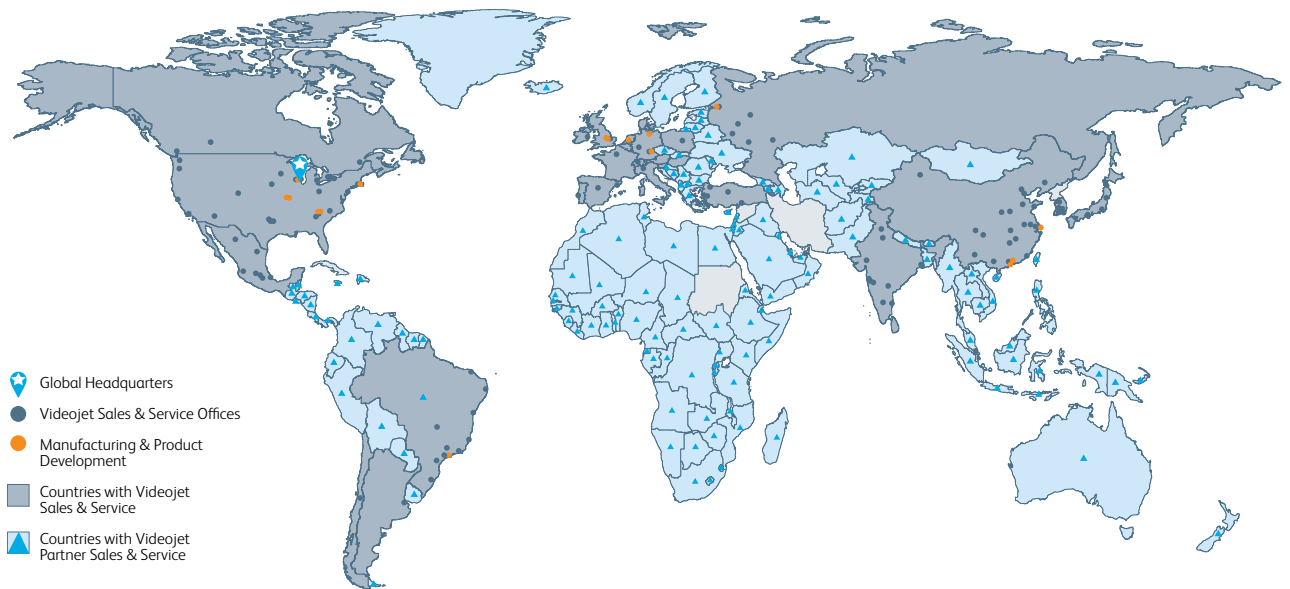 Global Headquarters
Videojet Sales & Service Offices
Manufacturing & Product
Development
Countries with Videojet
Sales & Service
Countries with Videojet
Partner Sales & Service